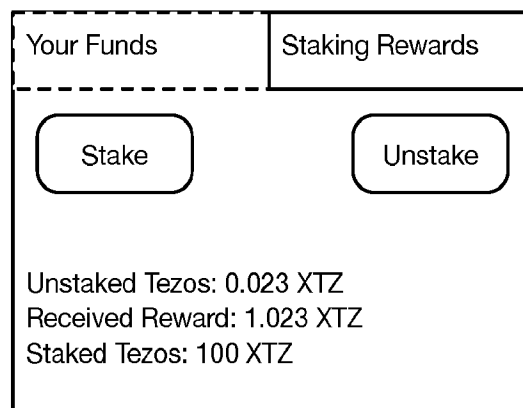 Your Funds
Staking Rewards
Stake
Unstake
Unstaked Tezos: 0.023 XTZ
Received Reward: 1.023 XTZ
Staked Tezos: 100 XTZ